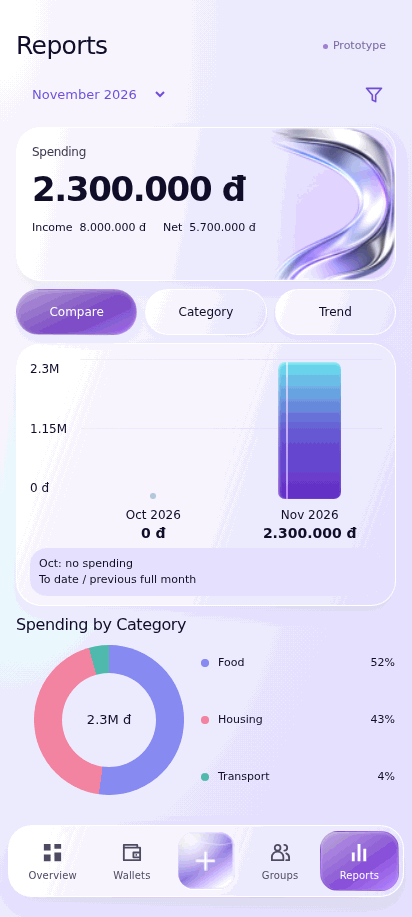 Reports
Prototype
November 2026
Spending
2.300.000 đ
Income 8.000.000 đ Net 5.700.000 đ
Compare Category Trend
2.3M
1.15M
0 đ
Oct 2026 Nov 2026
0 đ 2.300.000 đ
Oct: no spending
To date / previous full month
Spending by Category
2.3M đ
Food 52%
Housing 43%
Transport 4%
Overview Wallets Groups Reports